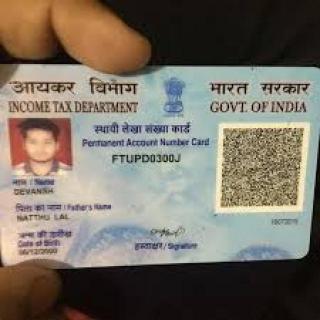 आयकर विभाग
INCOME TAX DEPARTMENT
भारत सरकार
GOVT. OF INDIA
स्थायी लेखा संख्या कार्ड
Permanent Account Number Card
FTUPD0300J
नाम / Name
DEVANSH
पिता का नाम / Father's Name
NATTHU LAL
जन्म की तारीख
Date of Birth
06/12/2000
हस्ताक्षर / Signature